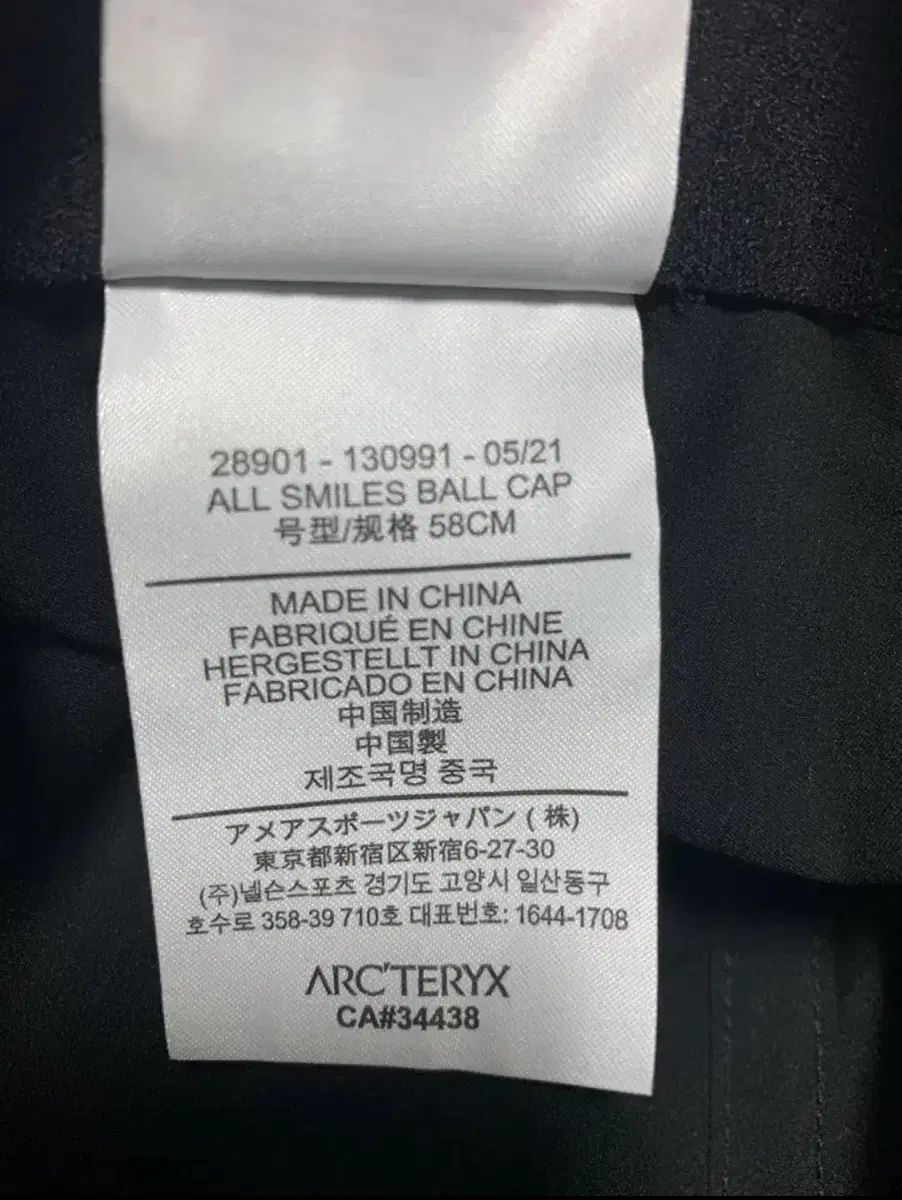 28901 - 130991 - 05/21
ALL SMILES BALL CAP
号型/规格 58CM
MADE IN CHINA
FABRIQUÉ EN CHINE
HERGESTELLT IN CHINA
FABRICADO EN CHINA
中国制造
中国製
제조국명 중국
アメアスポーツジャパン ( 株)
東京都新宿区新宿6-27-30
(주)넬슨스포츠 경기도 고양시 일산동구
호수로 358-39 710호 대표번호: 1644-1708
ARC'TERYX
CA#34438